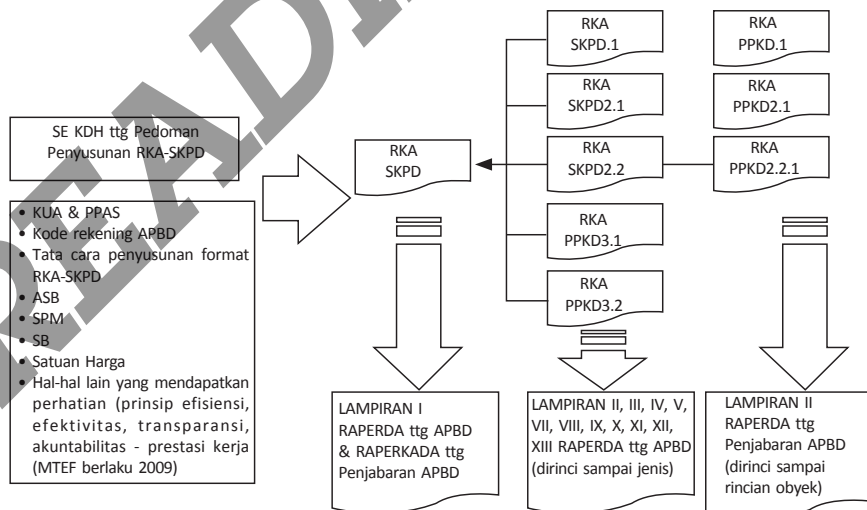 SE KDH ttg Pedoman
Penyusunan RKA-SKPD
• KUA & PPAS
• Kode rekening APBD
• Tata cara penyusunan format
RKA-SKPD
• ASB
• SPM
• SB
• Satuan Harga
• Hal-hal lain yang mendapatkan
perhatian (prinsip efisiensi,
efektivitas, transparansi,
akuntabilitas - prestasi kerja
(MTEF berlaku 2009)
RKA
SKPD
RKA
SKPD.1
RKA
SKPD2.1
RKA
SKPD2.2
RKA
PPKD3.1
RKA
PPKD3.2
RKA
PPKD.1
RKA
PPKD2.1
RKA
PPKD2.2.1
LAMPIRAN I
RAPERDA ttg APBD
& RAPERKADA ttg
Penjabaran APBD
LAMPIRAN II, III, IV, V,
VII, VIII, IX, X, XI, XII,
XIII RAPERDA ttg APBD
(dirinci sampai jenis)
LAMPIRAN II
RAPERDA ttg
Penjabaran APBD
(dirinci sampai
rincian obyek)